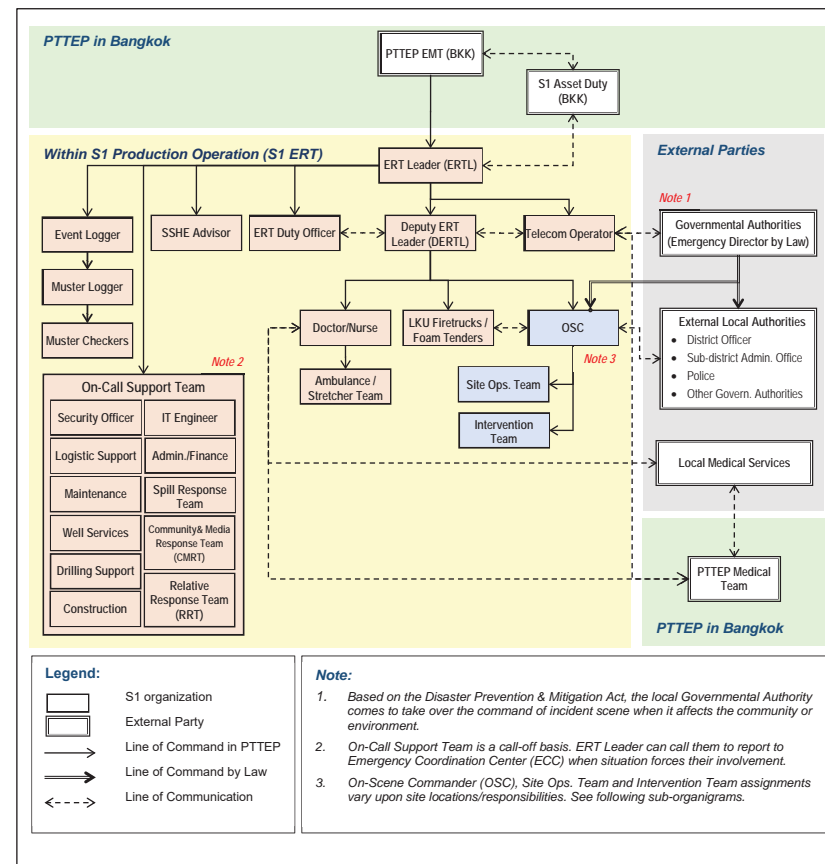 PTTEP in Bangkok
PTTEP EMT (BKK)
S1 Asset Duty
(BKK)
Within S1 Production Operation (S1 ERT)
External Parties
ERT Leader (ERTL)
Note 1
Event Logger
SSHE Advisor
ERT Duty Officer
Deputy ERT
Leader (DERTL)
Telecom Operator
Governmental Authorities
(Emergency Director by Law)
Muster Logger
Muster Checkers
Doctor/Nurse
LKU Firetrucks /
Foam Tenders
OSC
External Local Authorities
• District Officer
• Sub-district Admin. Office
• Police
• Other Govern. Authorities
Note 2
Note 3
On-Call Support Team
Ambulance /
Stretcher Team
Site Ops. Team
Intervention
Team
Security Officer
IT Engineer
Logistic Support
Admin./Finance
Maintenance
Spill Response
Team
Well Services
Community& Media
Response Team
(CMRT)
Drilling Support
Construction
Relative
Response Team
(RRT)
Local Medical Services
PTTEP Medical
Team
PTTEP in Bangkok
Legend:
S1 organization
External Party
Line of Command in PTTEP
Line of Command by Law
Line of Communication
Note:
1. Based on the Disaster Prevention & Mitigation Act, the local Governmental Authority
comes to take over the command of incident scene when it affects the community or
environment.
2. On-Call Support Team is a call-off basis. ERT Leader can call them to report to
Emergency Coordination Center (ECC) when situation forces their involvement.
3. On-Scene Commander (OSC), Site Ops. Team and Intervention Team assignments
vary upon site locations/responsibilities. See following sub-organigrams.